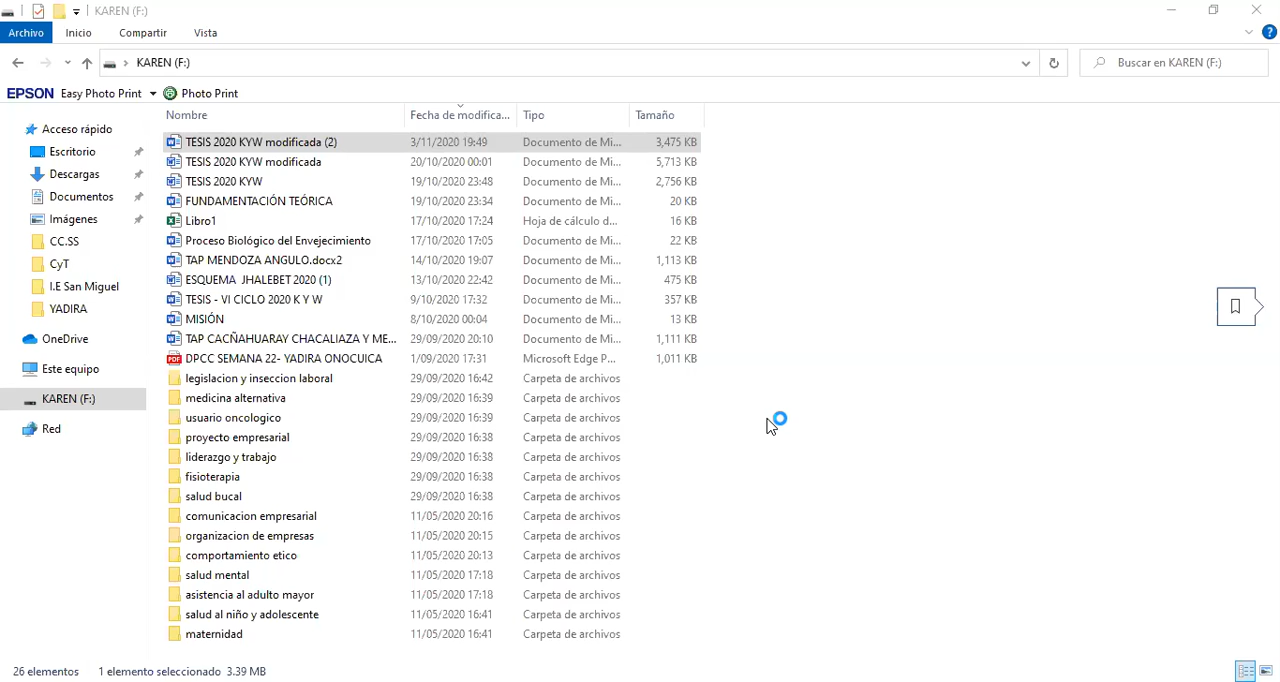 KAREN (F:)
Archivo Inicio Compartir Vista
KAREN (F:) Buscar en KAREN (F:)
EPSON Easy Photo Print Photo Print
Acceso rápido
Escritorio
Descargas
Documentos
Imágenes
CC.SS
CyT
I.E San Miguel
YADIRA
OneDrive
Este equipo
KAREN (F:)
Red
Nombre Fecha de modifica... Tipo Tamaño
TESIS 2020 KYW modificada (2) 3/11/2020 19:49 Documento de Mi... 3,475 KB
TESIS 2020 KYW modificada 20/10/2020 00:01 Documento de Mi... 5,713 KB
TESIS 2020 KYW 19/10/2020 23:48 Documento de Mi... 2,756 KB
FUNDAMENTACIÓN TEÓRICA 19/10/2020 23:34 Documento de Mi... 20 KB
Libro1 17/10/2020 17:24 Hoja de cálculo d... 16 KB
Proceso Biológico del Envejecimiento 17/10/2020 17:05 Documento de Mi... 22 KB
TAP MENDOZA ANGULO.docx2 14/10/2020 19:07 Documento de Mi... 1,113 KB
ESQUEMA JHALEBET 2020 (1) 13/10/2020 22:42 Documento de Mi... 475 KB
TESIS - VI CICLO 2020 K Y W 9/10/2020 17:32 Documento de Mi... 357 KB
MISIÓN 8/10/2020 00:04 Documento de Mi... 13 KB
TAP CACÑAHUARAY CHACALIAZA Y ME... 29/09/2020 20:10 Documento de Mi... 1,111 KB
DPCC SEMANA 22- YADIRA ONOCUICA 1/09/2020 17:31 Microsoft Edge P... 1,011 KB
legislacion y inseccion laboral 29/09/2020 16:42 Carpeta de archivos
medicina alternativa 29/09/2020 16:39 Carpeta de archivos
usuario oncologico 29/09/2020 16:39 Carpeta de archivos
proyecto empresarial 29/09/2020 16:38 Carpeta de archivos
liderazgo y trabajo 29/09/2020 16:38 Carpeta de archivos
fisioterapia 29/09/2020 16:38 Carpeta de archivos
salud bucal 29/09/2020 16:38 Carpeta de archivos
comunicacion empresarial 11/05/2020 20:16 Carpeta de archivos
organizacion de empresas 11/05/2020 20:15 Carpeta de archivos
comportamiento etico 11/05/2020 20:13 Carpeta de archivos
salud mental 11/05/2020 17:18 Carpeta de archivos
asistencia al adulto mayor 11/05/2020 17:18 Carpeta de archivos
salud al niño y adolescente 11/05/2020 16:41 Carpeta de archivos
maternidad 11/05/2020 16:41 Carpeta de archivos
26 elementos 1 elemento seleccionado 3.39 MB